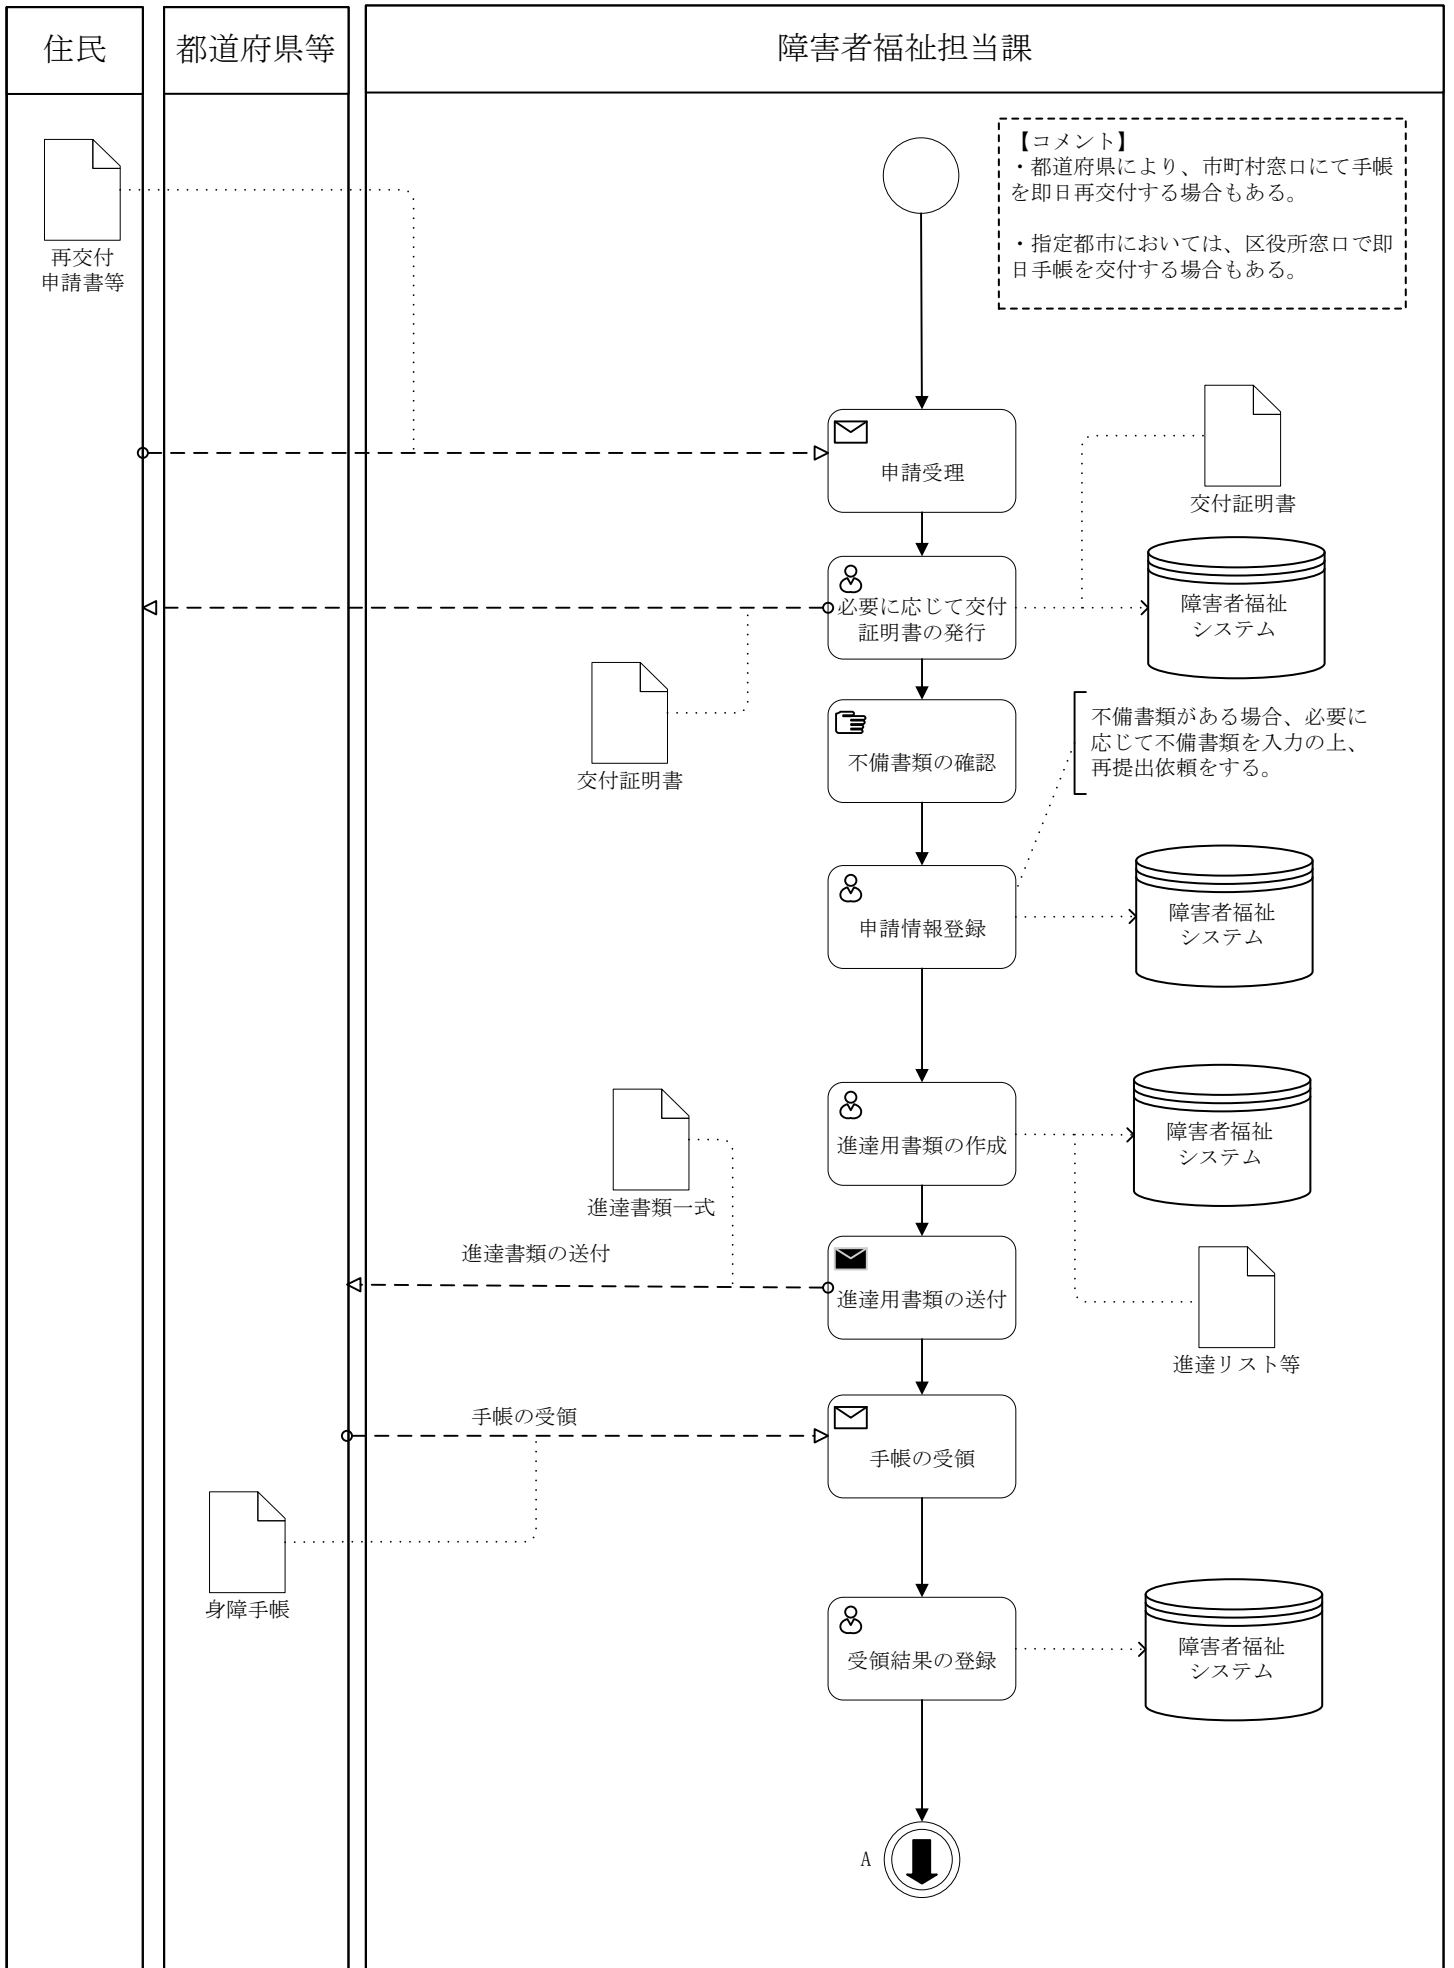 住民
都道府県等
障害者福祉担当課
【コメント】
・都道府県により、市町村窓口にて手帳
を即日再交付する場合もある。
・指定都市においては、区役所窓口で即
日手帳を交付する場合もある。
再交付
申請書等
申請受理
交付証明書
必要に応じて交付
証明書の発行
障害者福祉
システム
交付証明書
不備書類の確認
不備書類がある場合、必要に
応じて不備書類を入力の上、
再提出依頼をする。
申請情報登録
障害者福祉
システム
進達用書類の作成
障害者福祉
システム
進達書類一式
進達書類の送付
進達用書類の送付
進達リスト等
手帳の受領
手帳の受領
身障手帳
受領結果の登録
障害者福祉
システム
A